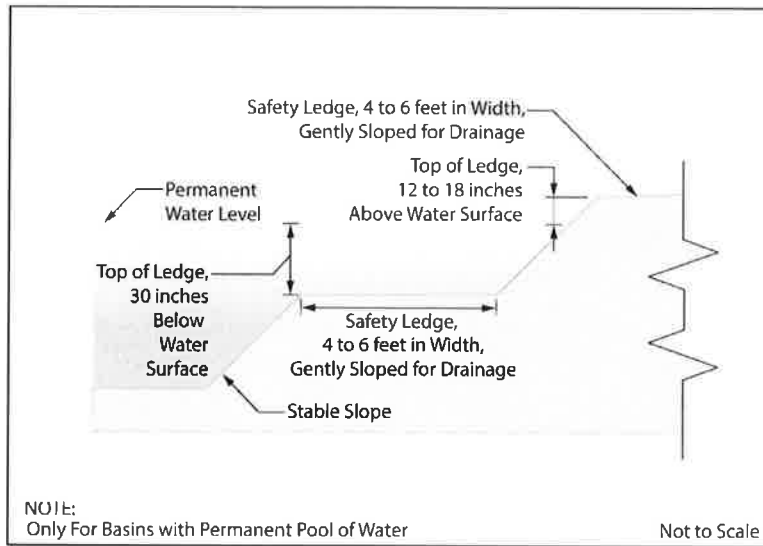 Safety Ledge, 4 to 6 feet in Width,
Gently Sloped for Drainage
Top of Ledge,
12 to 18 inches
Above Water Surface
Permanent
Water Level
Top of Ledge,
30 inches
Below
Water
Surface
Safety Ledge,
4 to 6 feet in Width,
Gently Sloped for Drainage
Stable Slope
NOTE:
Only For Basins with Permanent Pool of Water
Not to Scale